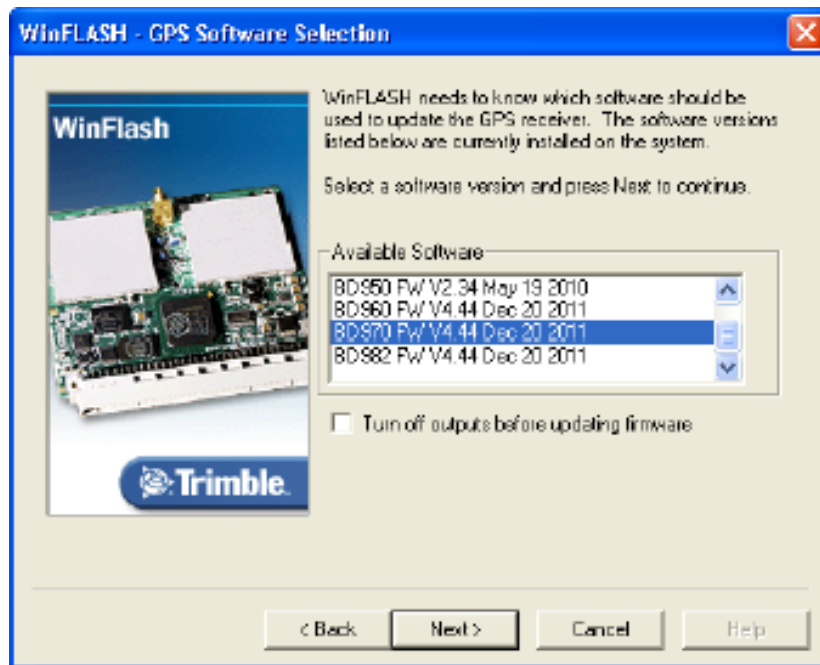 WinFLASH - GPS Software Selection
WinFlash
WinFLASH needs to know which software should be
used to update the GPS receiver. The software versions
listed below are currently installed on the system.
Select a software version and press Next to continue.
Available Software
BD950 FW V2.34 May 19 2010
BD960 FW V4.44 Dec 20 2011
BD970 FW V4.44 Dec 20 2011
BD982 FW V4.44 Dec 20 2011
Turn off outputs before updating firmware
Trimble.
< Back
Next >
Cancel
Help